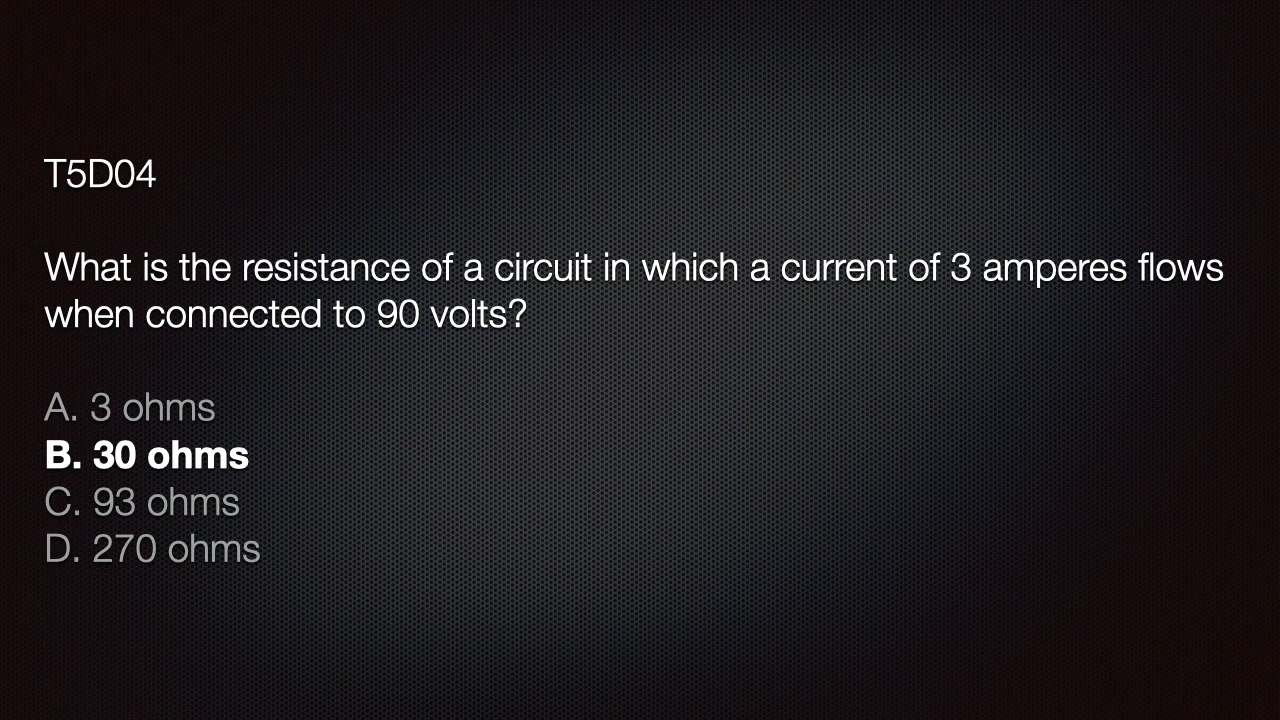 T5D04
What is the resistance of a circuit in which a current of 3 amperes flows
when connected to 90 volts?
A. 3 ohms
B. 30 ohms
C. 93 ohms
D. 270 ohms